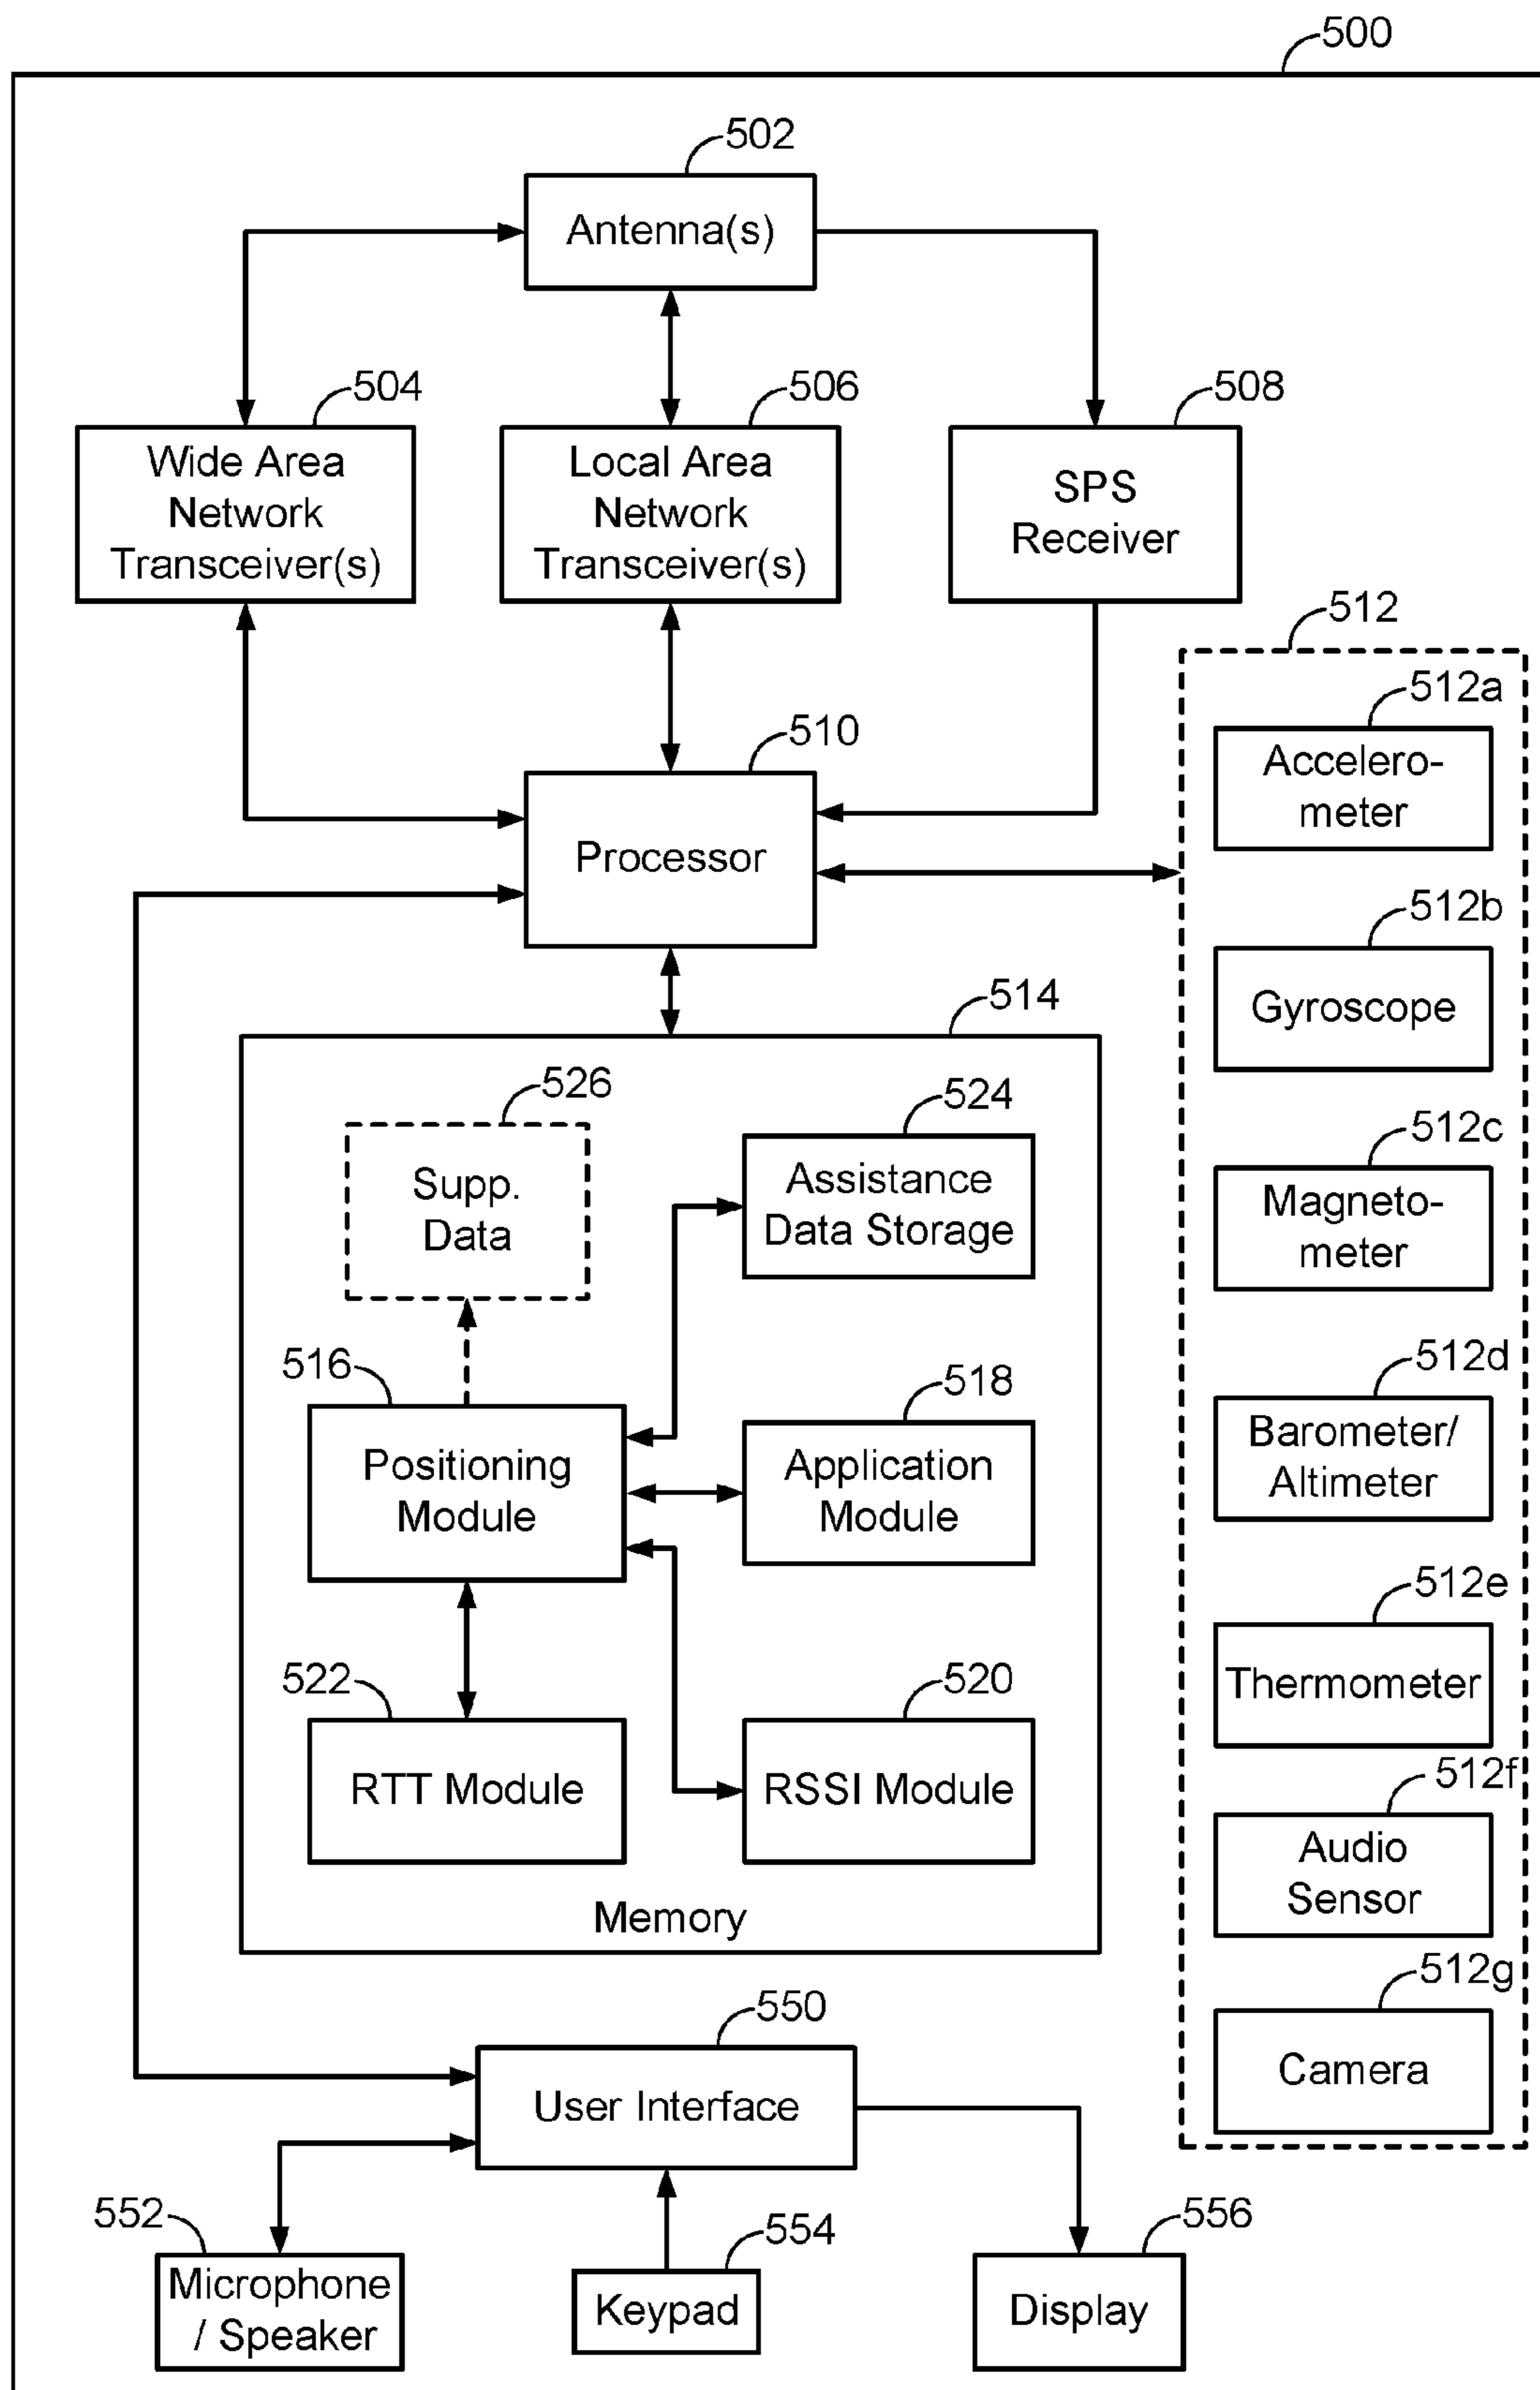 500
502
Antenna(s)
504
506
508
Wide Area
Network
Transceiver(s)
Local Area
Network
Transceiver(s)
SPS
Receiver
512
512a
Accelero-
meter
510
Processor
512b
Gyroscope
514
526
Supp.
Data
524
Assistance
Data Storage
512c
Magneto-
meter
516
Positioning
Module
518
Application
Module
512d
Barometer/
Altimeter
512e
Thermometer
522
RTT Module
520
RSSI Module
Memory
512f
Audio
Sensor
512g
Camera
550
User Interface
552
Microphone
/ Speaker
554
Keypad
556
Display